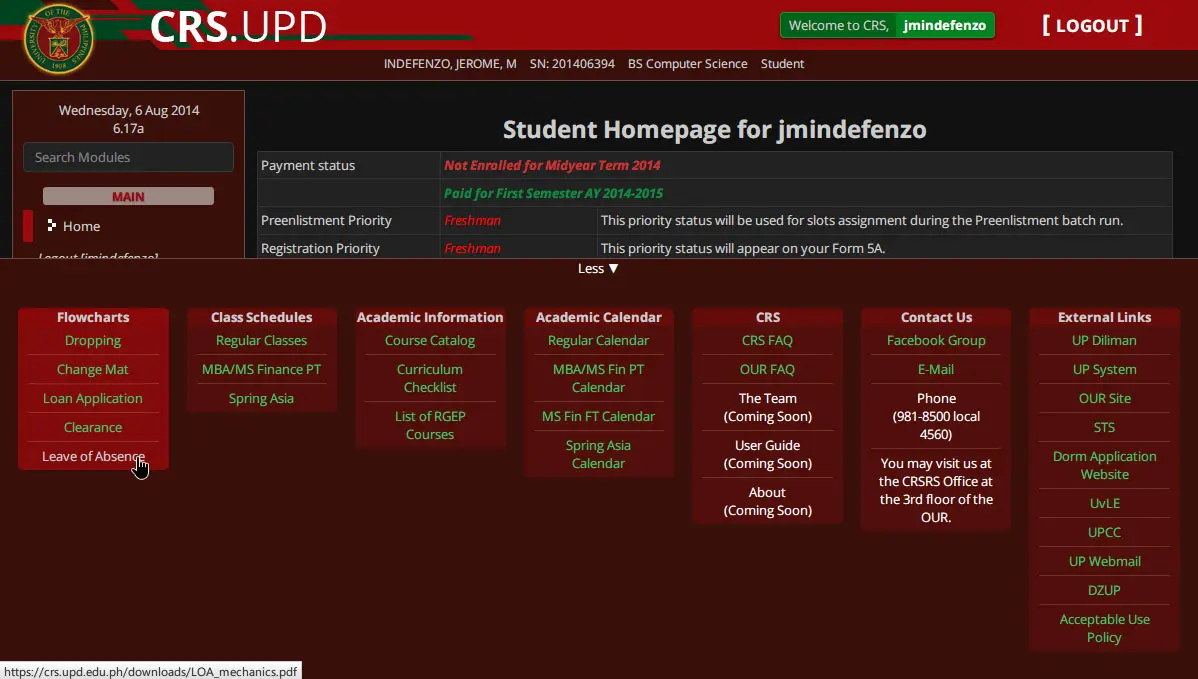 CRS.UPD
Welcome to CRS, jmindefenzo
[ LOGOUT ]
INDEFENZO, JEROME, M SN: 201406394 BS Computer Science Student
Wednesday, 6 Aug 2014
6.17a
Search Modules
MAIN
Home
Logout [jmindefenzo]
Student Homepage for jmindefenzo
Payment status Not Enrolled for Midyear Term 2014
Paid for First Semester AY 2014-2015
Preenlistment Priority Freshman This priority status will be used for slots assignment during the Preenlistment batch run.
Registration Priority Freshman This priority status will appear on your Form 5A.
Less ▼
Flowcharts
Dropping
Change Mat
Loan Application
Clearance
Leave of Absence
Class Schedules
Regular Classes
MBA/MS Finance PT
Spring Asia
Academic Information
Course Catalog
Curriculum
Checklist
List of RGEP
Courses
Academic Calendar
Regular Calendar
MBA/MS Fin PT
Calendar
MS Fin FT Calendar
Spring Asia
Calendar
CRS
CRS FAQ
OUR FAQ
The Team
(Coming Soon)
User Guide
(Coming Soon)
About
(Coming Soon)
Contact Us
Facebook Group
E-Mail
Phone
(981-8500 local
4560)
You may visit us at
the CRSRS Office at
the 3rd floor of the
OUR.
External Links
UP Diliman
UP System
OUR Site
STS
Dorm Application
Website
UvLE
UPCC
UP Webmail
DZUP
Acceptable Use
Policy
https://crs.upd.edu.ph/downloads/LOA_mechanics.pdf